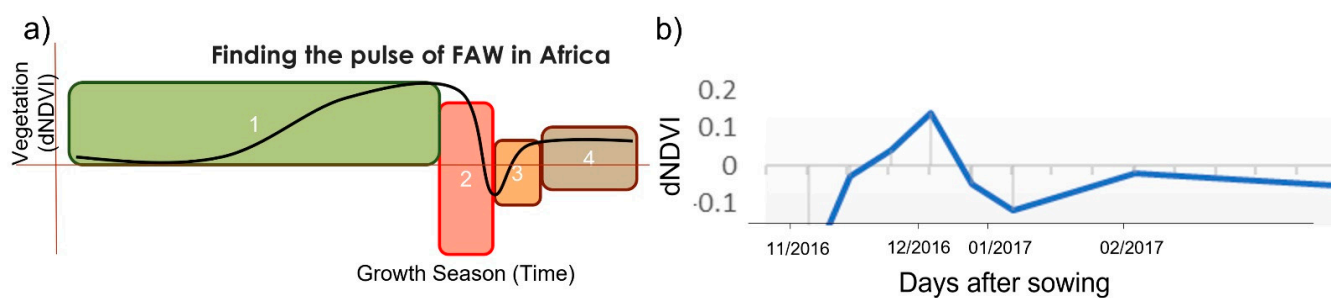 a)
Finding the pulse of FAW in Africa
Vegetation
(dNDVI)
1
2
3
4
Growth Season (Time)
b)
dNDVI
0.2
0.1
0
-0.1
11/2016
12/2016
01/2017
02/2017
Days after sowing